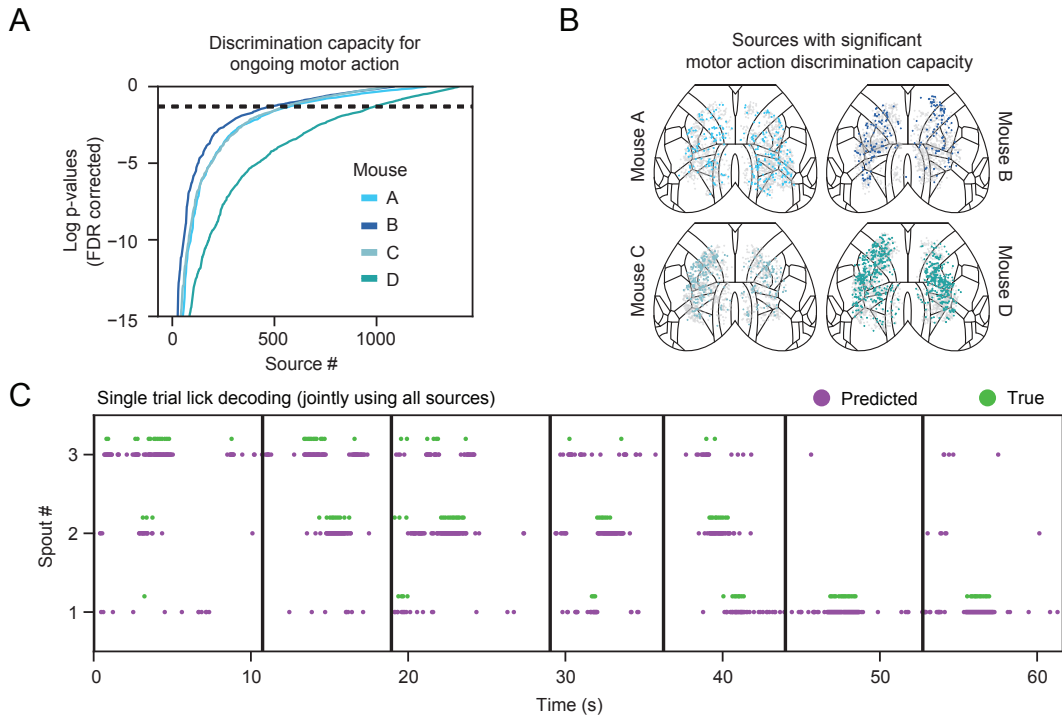 A
Discrimination capacity for
ongoing motor action
Log p-values
(FDR corrected)
0
−5
−10
−15
Mouse
A
B
C
D
0
500
1000
Source #
B
Sources with significant
motor action discrimination capacity
Mouse A
Mouse B
Mouse C
Mouse D
C
Single trial lick decoding (jointly using all sources)
Predicted
True
Spout #
3
2
1
0
10
20
30
40
50
60
Time (s)